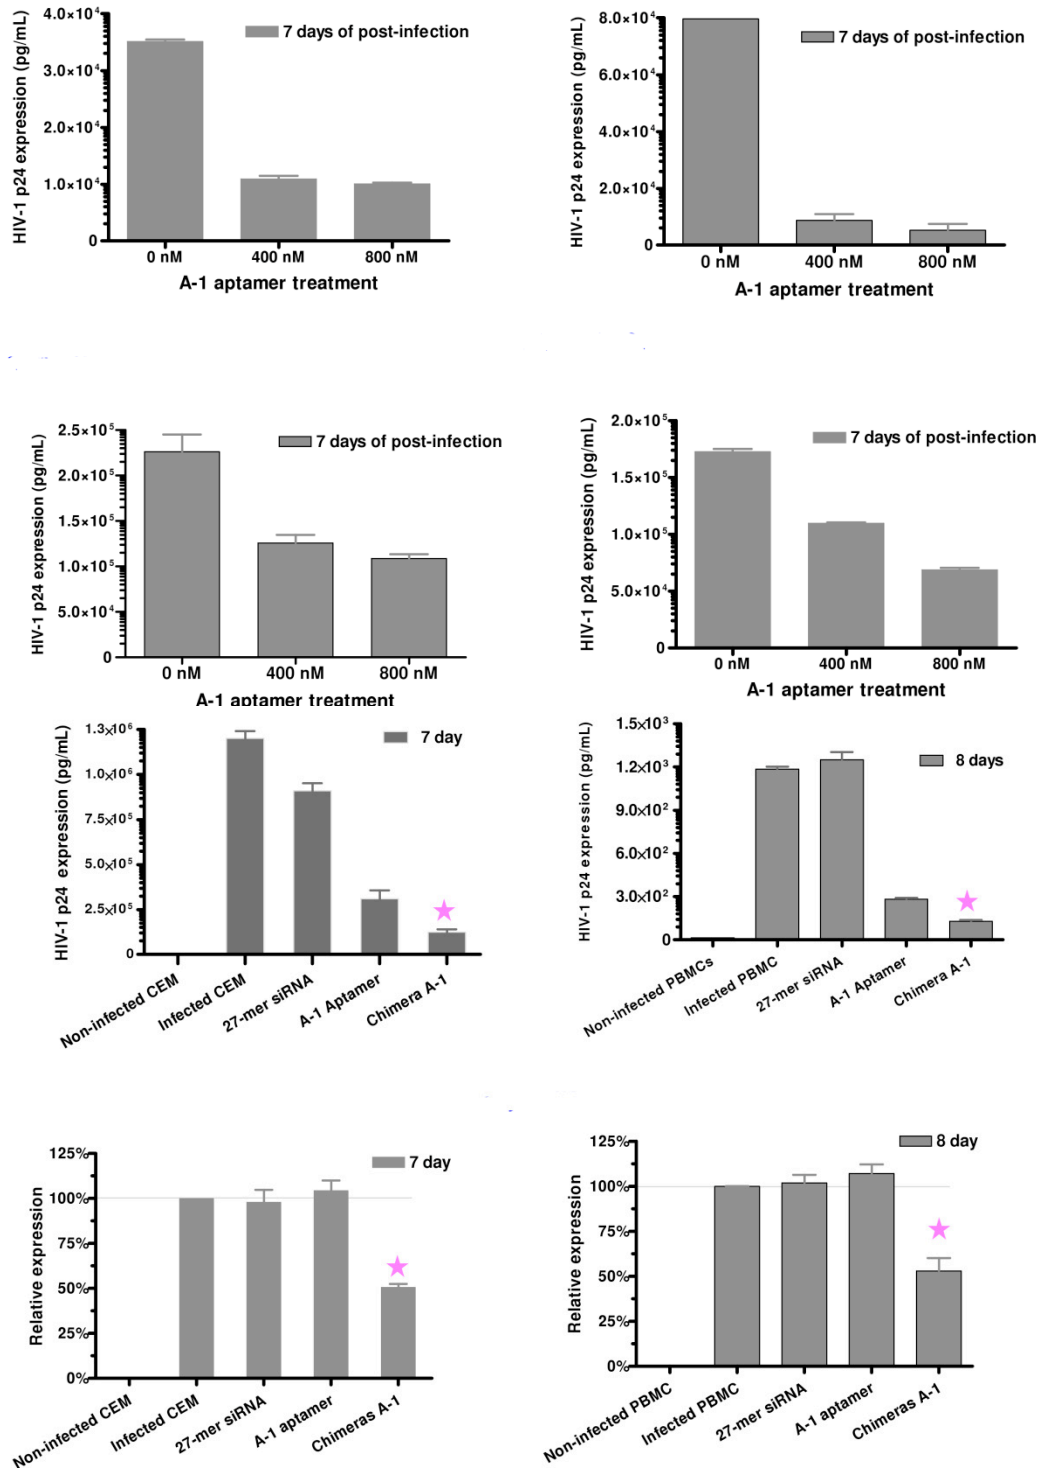 HIV-1 p24 expression (pg/mL)
4.0×10⁴
3.0×10⁴
2.0×10⁴
1.0×10⁴
0
7 days of post-infection
0 nM 400 nM 800 nM
A-1 aptamer treatment
HIV-1 p24 expression (pg/mL)
8.0×10⁴
6.0×10⁴
4.0×10⁴
2.0×10⁴
0
7 days of post-infection
0 nM 400 nM 800 nM
A-1 aptamer treatment
HIV-1 p24 expression (pg/mL)
2.5×10⁵
2.0×10⁵
1.5×10⁵
1.0×10⁵
5.0×10⁴
0
7 days of post-infection
0 nM 400 nM 800 nM
A-1 aptamer treatment
HIV-1 p24 expression (pg/mL)
2.0×10⁵
1.5×10⁵
1.0×10⁵
5.0×10⁴
0
7 days of post-infection
0 nM 400 nM 800 nM
A-1 aptamer treatment
HIV-1 p24 expression (pg/mL)
1.3×10⁶
1.0×10⁶
7.5×10⁵
5.0×10⁵
2.5×10⁵
0
7 day
Non-infected CEM
Infected CEM
27-mer siRNA
A-1 Aptamer
Chimera A-1
HIV-1 p24 expression (pg/mL)
1.5×10³
1.2×10³
9.0×10²
6.0×10²
3.0×10²
0
8 days
Non-infected PBMCs
Infected PBMC
27-mer siRNA
A-1 Aptamer
Chimera A-1
Relative expression
125%
100%
75%
50%
25%
0%
7 day
Non-infected CEM
Infected CEM
27-mer siRNA
A-1 aptamer
Chimeras A-1
Relative expression
125%
100%
75%
50%
25%
0%
8 day
Non-infected PBMC
Infected PBMC
27-mer siRNA
A-1 aptamer
Chimeras A-1